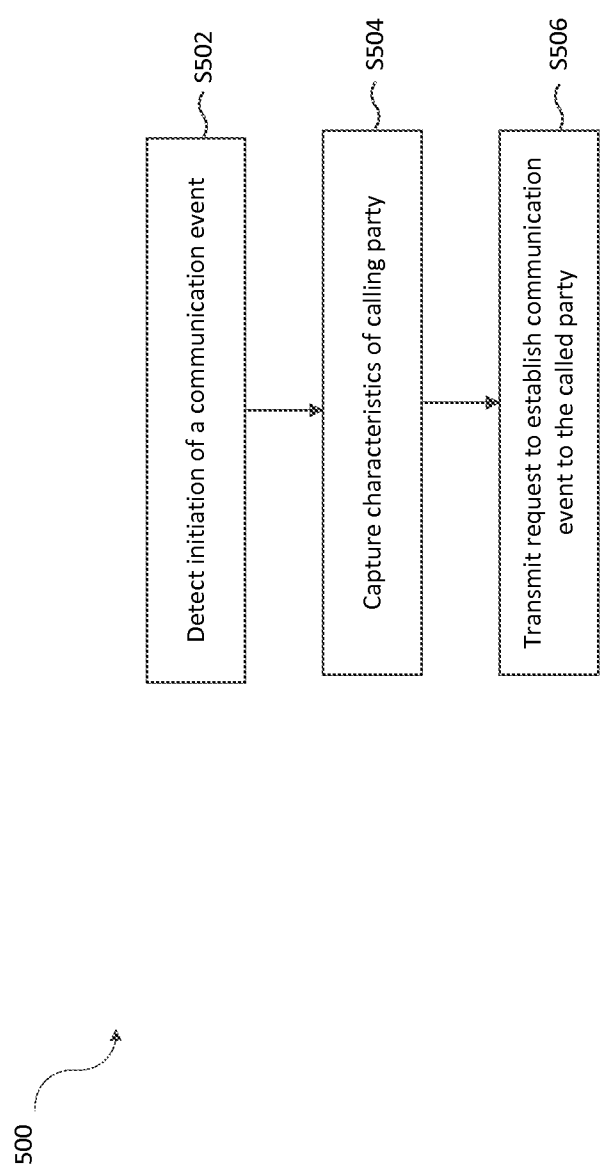 500
Detect initiation of a communication event
S502
Capture characteristics of calling party
S504
Transmit request to establish communication
event to the called party
S506